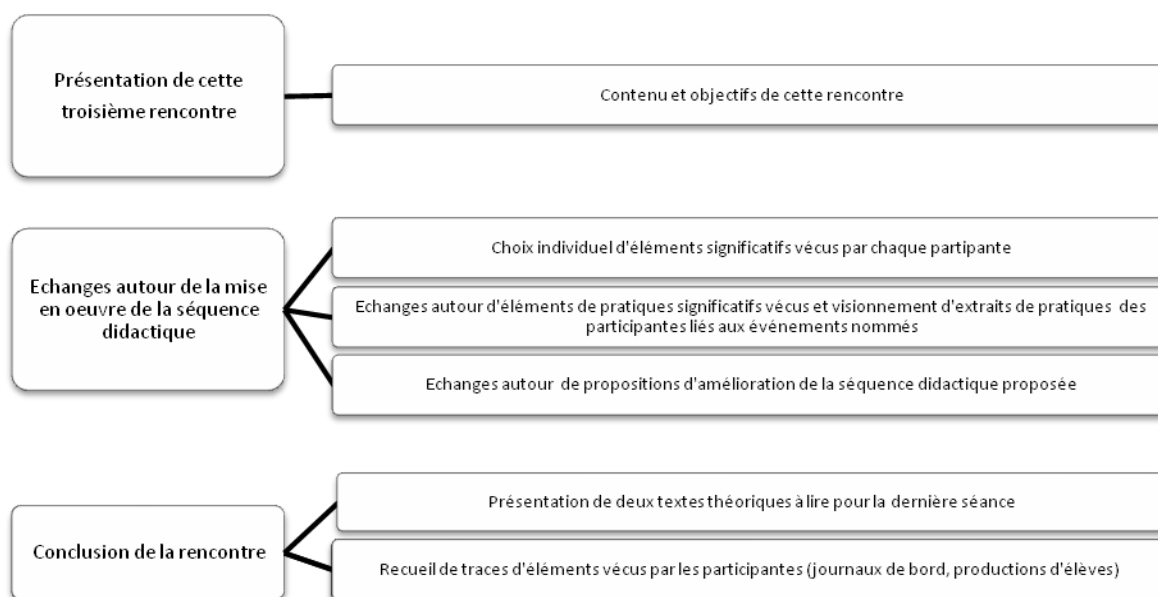 Présentation de cette
troisième rencontre
Contenu et objectifs de cette rencontre
Echanges autour de la mise
en oeuvre de la séquence
didactique
Choix individuel d'éléments significatifs vécus par chaque partipante
Echanges autour d'éléments de pratiques significatifs vécus et visionnement d'extraits de pratiques des
participantes liés aux événements nommés
Echanges autour de propositions d'amélioration de la séquence didactique proposée
Conclusion de la rencontre
Présentation de deux textes théoriques à lire pour la dernière séance
Recueil de traces d'éléments vécus par les participantes (journaux de bord, productions d'élèves)